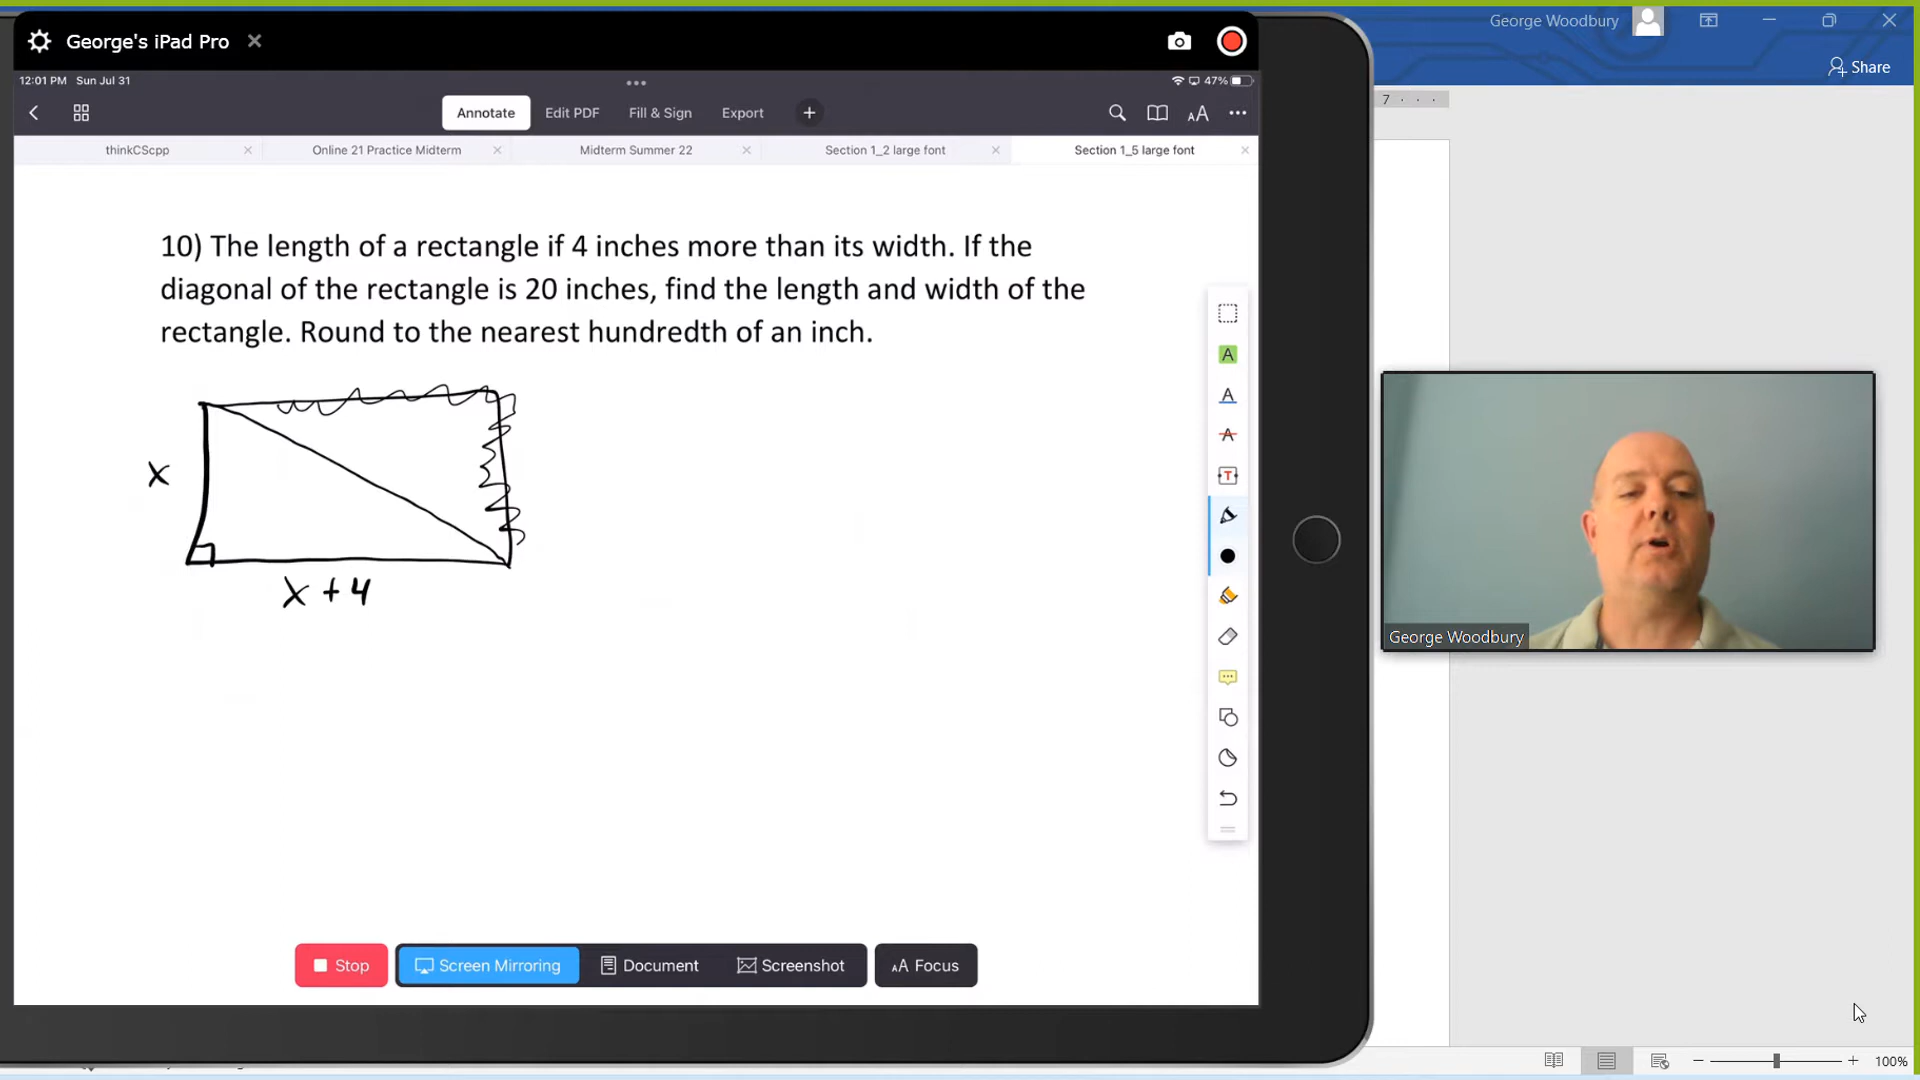 George's iPad Pro
George Woodbury
Share
12:01 PM Sun Jul 31
47%
Annotate
Edit PDF
Fill & Sign
Export
AA
7
thinkCScpp
Online 21 Practice Midterm
Midterm Summer 22
Section 1_2 large font
Section 1_5 large font
10) The length of a rectangle if 4 inches more than its width. If the
diagonal of the rectangle is 20 inches, find the length and width of the
rectangle. Round to the nearest hundredth of an inch.
x
x + 4
A
A
A
T
George Woodbury
Stop
Screen Mirroring
Document
Screenshot
AA Focus
100%